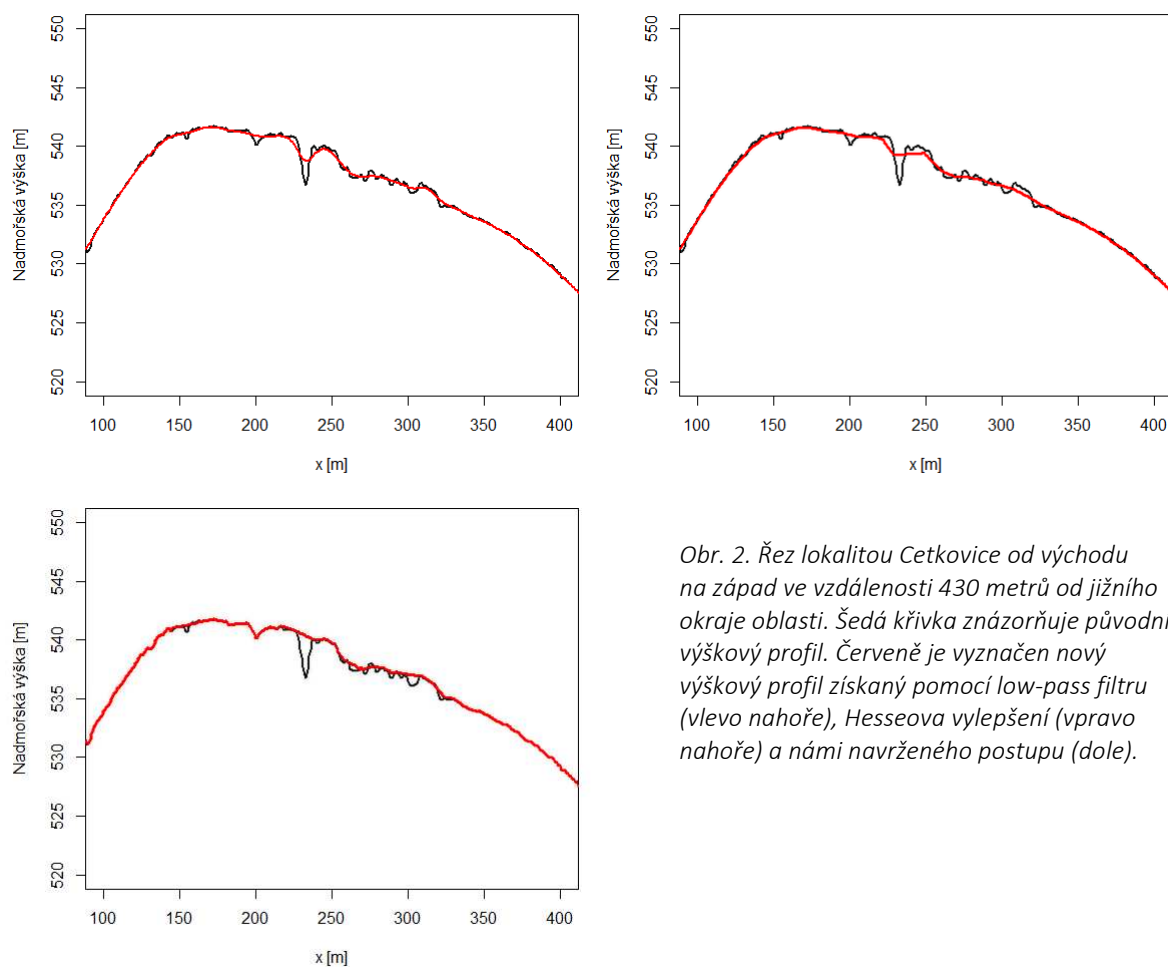 550
545
540
535
530
525
520
Nadmořská výška [m]
100 150 200 250 300 350 400
x [m]
550
545
540
535
530
525
520
Nadmořská výška [m]
100 150 200 250 300 350 400
x [m]
550
545
540
535
530
525
520
Nadmořská výška [m]
100 150 200 250 300 350 400
x [m]
Obr. 2. Řez lokalitou Cetkovice od východu
na západ ve vzdálenosti 430 metrů od jižního
okraje oblasti. Šedá křivka znázorňuje původní
výškový profil. Červeně je vyznačen nový
výškový profil získaný pomocí low-pass filtru
(vlevo nahoře), Hesseova vylepšení (vpravo
nahoře) a námi navrženého postupu (dole).